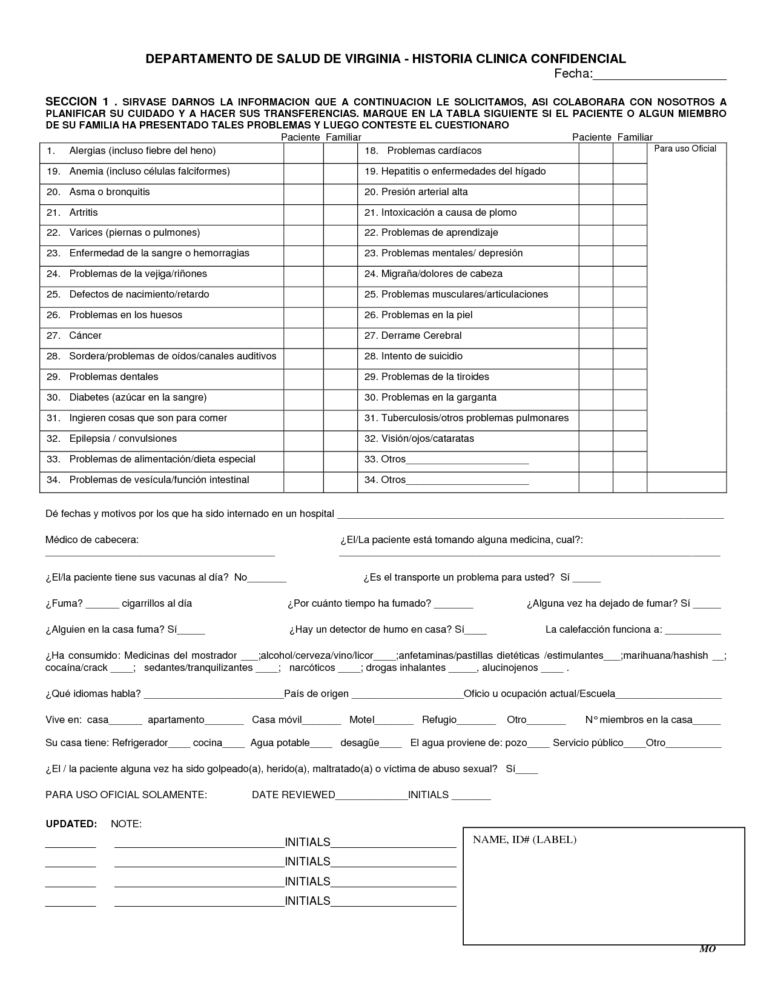 DEPARTAMENTO DE SALUD DE VIRGINIA - HISTORIA CLINICA CONFIDENCIAL
Fecha:____________________
SECCION 1 . SIRVASE DARNOS LA INFORMACION QUE A CONTINUACION LE SOLICITAMOS, ASI COLABORARA CON NOSOTROS A
PLANIFICAR SU CUIDADO Y A HACER SUS TRANSFERENCIAS. MARQUE EN LA TABLA SIGUIENTE SI EL PACIENTE O ALGUN MIEMBRO
DE SU FAMILIA HA PRESENTADO TALES PROBLEMAS Y LUEGO CONTESTE EL CUESTIONARO
Paciente Familiar Paciente Familiar
1. Alergias (incluso fiebre del heno) 18. Problemas cardíacos Para uso Oficial
19. Anemia (incluso células falciformes) 19. Hepatitis o enfermedades del hígado
20. Asma o bronquitis 20. Presión arterial alta
21. Artritis 21. Intoxicación a causa de plomo
22. Varices (piernas o pulmones) 22. Problemas de aprendizaje
23. Enfermedad de la sangre o hemorragias 23. Problemas mentales/ depresión
24. Problemas de la vejiga/riñones 24. Migraña/dolores de cabeza
25. Defectos de nacimiento/retardo 25. Problemas musculares/articulaciones
26. Problemas en los huesos 26. Problemas en la piel
27. Cáncer 27. Derrame Cerebral
28. Sordera/problemas de oídos/canales auditivos 28. Intento de suicidio
29. Problemas dentales 29. Problemas de la tiroides
30. Diabetes (azúcar en la sangre) 30. Problemas en la garganta
31. Ingieren cosas que son para comer 31. Tuberculosis/otros problemas pulmonares
32. Epilepsia / convulsiones 32. Visión/ojos/cataratas
33. Problemas de alimentación/dieta especial 33. Otros______________________
34. Problemas de vesícula/función intestinal 34. Otros______________________
Dé fechas y motivos por los que ha sido internado en un hospital _____________________________________________________________________
Médico de cabecera: ¿El/La paciente está tomando alguna medicina, cual?:
_________________________________________ ____________________________________________________________________
¿El/la paciente tiene sus vacunas al día? No_______ ¿Es el transporte un problema para usted? Sí _____
¿Fuma? ______ cigarrillos al día ¿Por cuánto tiempo ha fumado? _______ ¿Alguna vez ha dejado de fumar? Sí _____
¿Alguien en la casa fuma? Sí_____ ¿Hay un detector de humo en casa? Sí____ La calefacción funciona a: __________
¿Ha consumido: Medicinas del mostrador ___;alcohol/cerveza/vino/licor____;anfetaminas/pastillas dietéticas /estimulantes___;marihuana/hashish __;
cocaína/crack ____; sedantes/tranquilizantes ____; narcóticos ____; drogas inhalantes _____, alucinojenos ____ .
¿Qué idiomas habla? _________________________País de origen ____________________Oficio u ocupación actual/Escuela___________________
Vive en: casa______ apartamento_______ Casa móvil_______ Motel_______ Refugio_______ Otro_______ Nº miembros en la casa_____
Su casa tiene: Refrigerador____ cocina____ Agua potable____ desagüe____ El agua proviene de: pozo____ Servicio público____Otro__________
¿El / la paciente alguna vez ha sido golpeado(a), herido(a), maltratado(a) o víctima de abuso sexual? Sí____
PARA USO OFICIAL SOLAMENTE: DATE REVIEWED_____________INITIALS _______
UPDATED: NOTE:
________ ___________________________INITIALS____________________
________ ___________________________INITIALS____________________
________ ___________________________INITIALS____________________
________ ___________________________INITIALS____________________
NAME, ID# (LABEL)
MO